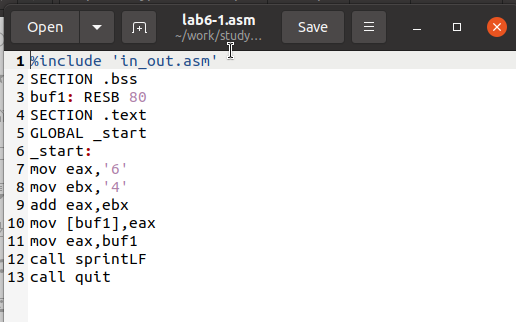 Open
lab6-1.asm
~/work/study...
Save
1 %include 'in_out.asm'
2 SECTION .bss
3 buf1: RESB 80
4 SECTION .text
5 GLOBAL _start
6 _start:
7 mov eax,'6'
8 mov ebx,'4'
9 add eax,ebx
10 mov [buf1],eax
11 mov eax,buf1
12 call sprintLF
13 call quit